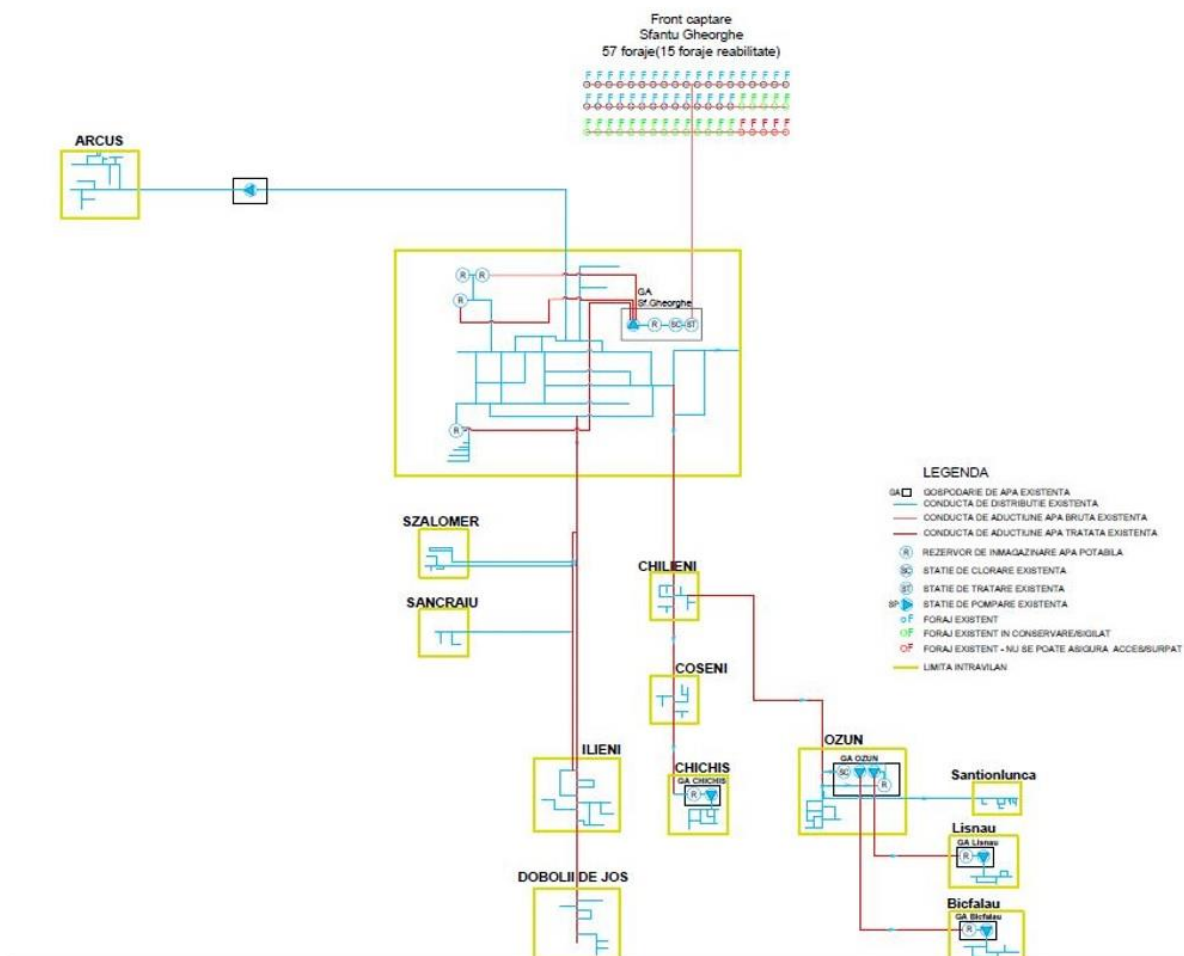 Front captare
Sfantu Gheorghe
57 foraje(15 foraje reabilitate)
F F F F F F F F F F F F F F F F F F F
F F F F F F F F F F F F F F F F F F F
F F F F F F F F F F F F F F F F F F F
ARCUS
R R
R
GA
Sf.Gheorghe
R SC ST
R
LEGENDA
GA GOSPODARIE DE APA EXISTENTA
CONDUCTA DE DISTRIBUTIE EXISTENTA
CONDUCTA DE ADUCTIUNE APA BRUTA EXISTENTA
CONDUCTA DE ADUCTIUNE APA TRATATA EXISTENTA
R REZERVOR DE INMAGAZINARE APA POTABILA
SC STATIE DE CLORARE EXISTENTA
ST STATIE DE TRATARE EXISTENTA
SP STATIE DE POMPARE EXISTENTA
F FORAJ EXISTENT
F FORAJ EXISTENT IN CONSERVARE/SIGILAT
F FORAJ EXISTENT - NU SE POATE ASIGURA ACCES/SURPAT
LIMITA INTRAVILAN
SZALOMER
SANCRAIU
CHILIENI
COSENI
ILIENI
CHICHIS
GA CHICHIS
R
OZUN
GA OZUN
SC
R
Santionlunca
Lisnau
GA Lisnau
R
DOBOLII DE JOS
Bicfalau
GA Bicfalau
R